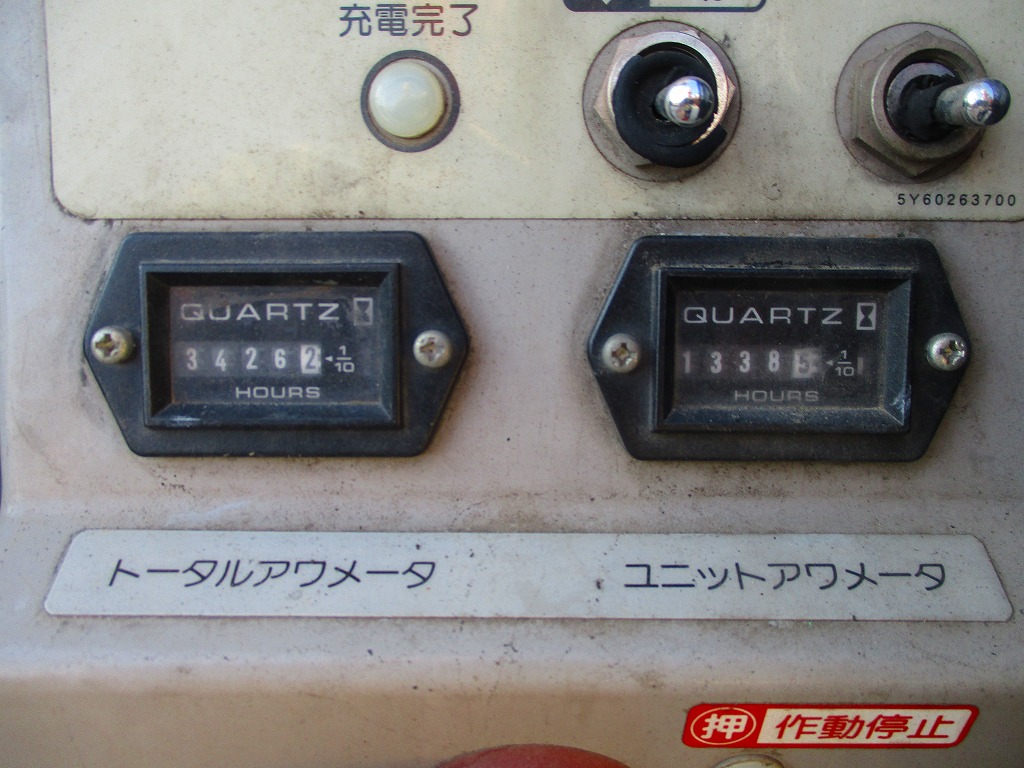 充電完了
5Y60263700
QUARTZ
34262 1/10
HOURS
QUARTZ
13385 1/10
HOURS
トータルアワメータ
ユニットアワメータ
押 作動停止